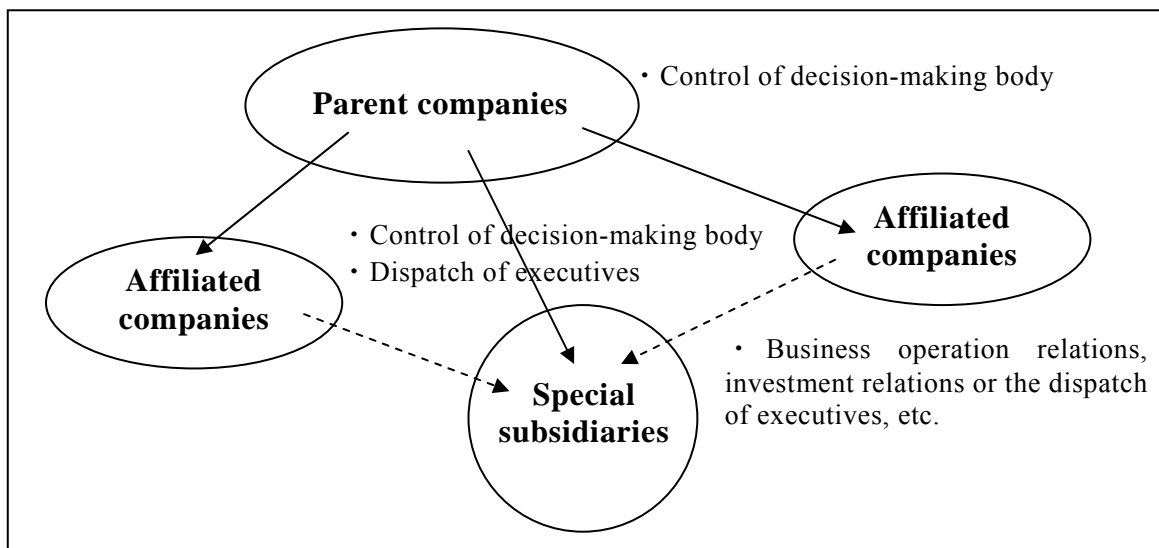 ・Control of decision-making body
Parent companies
Affiliated
companies
・Control of decision-making body
・Dispatch of executives
Affiliated
companies
・Business operation relations,
investment relations or the dispatch
of executives, etc.
Special
subsidiaries